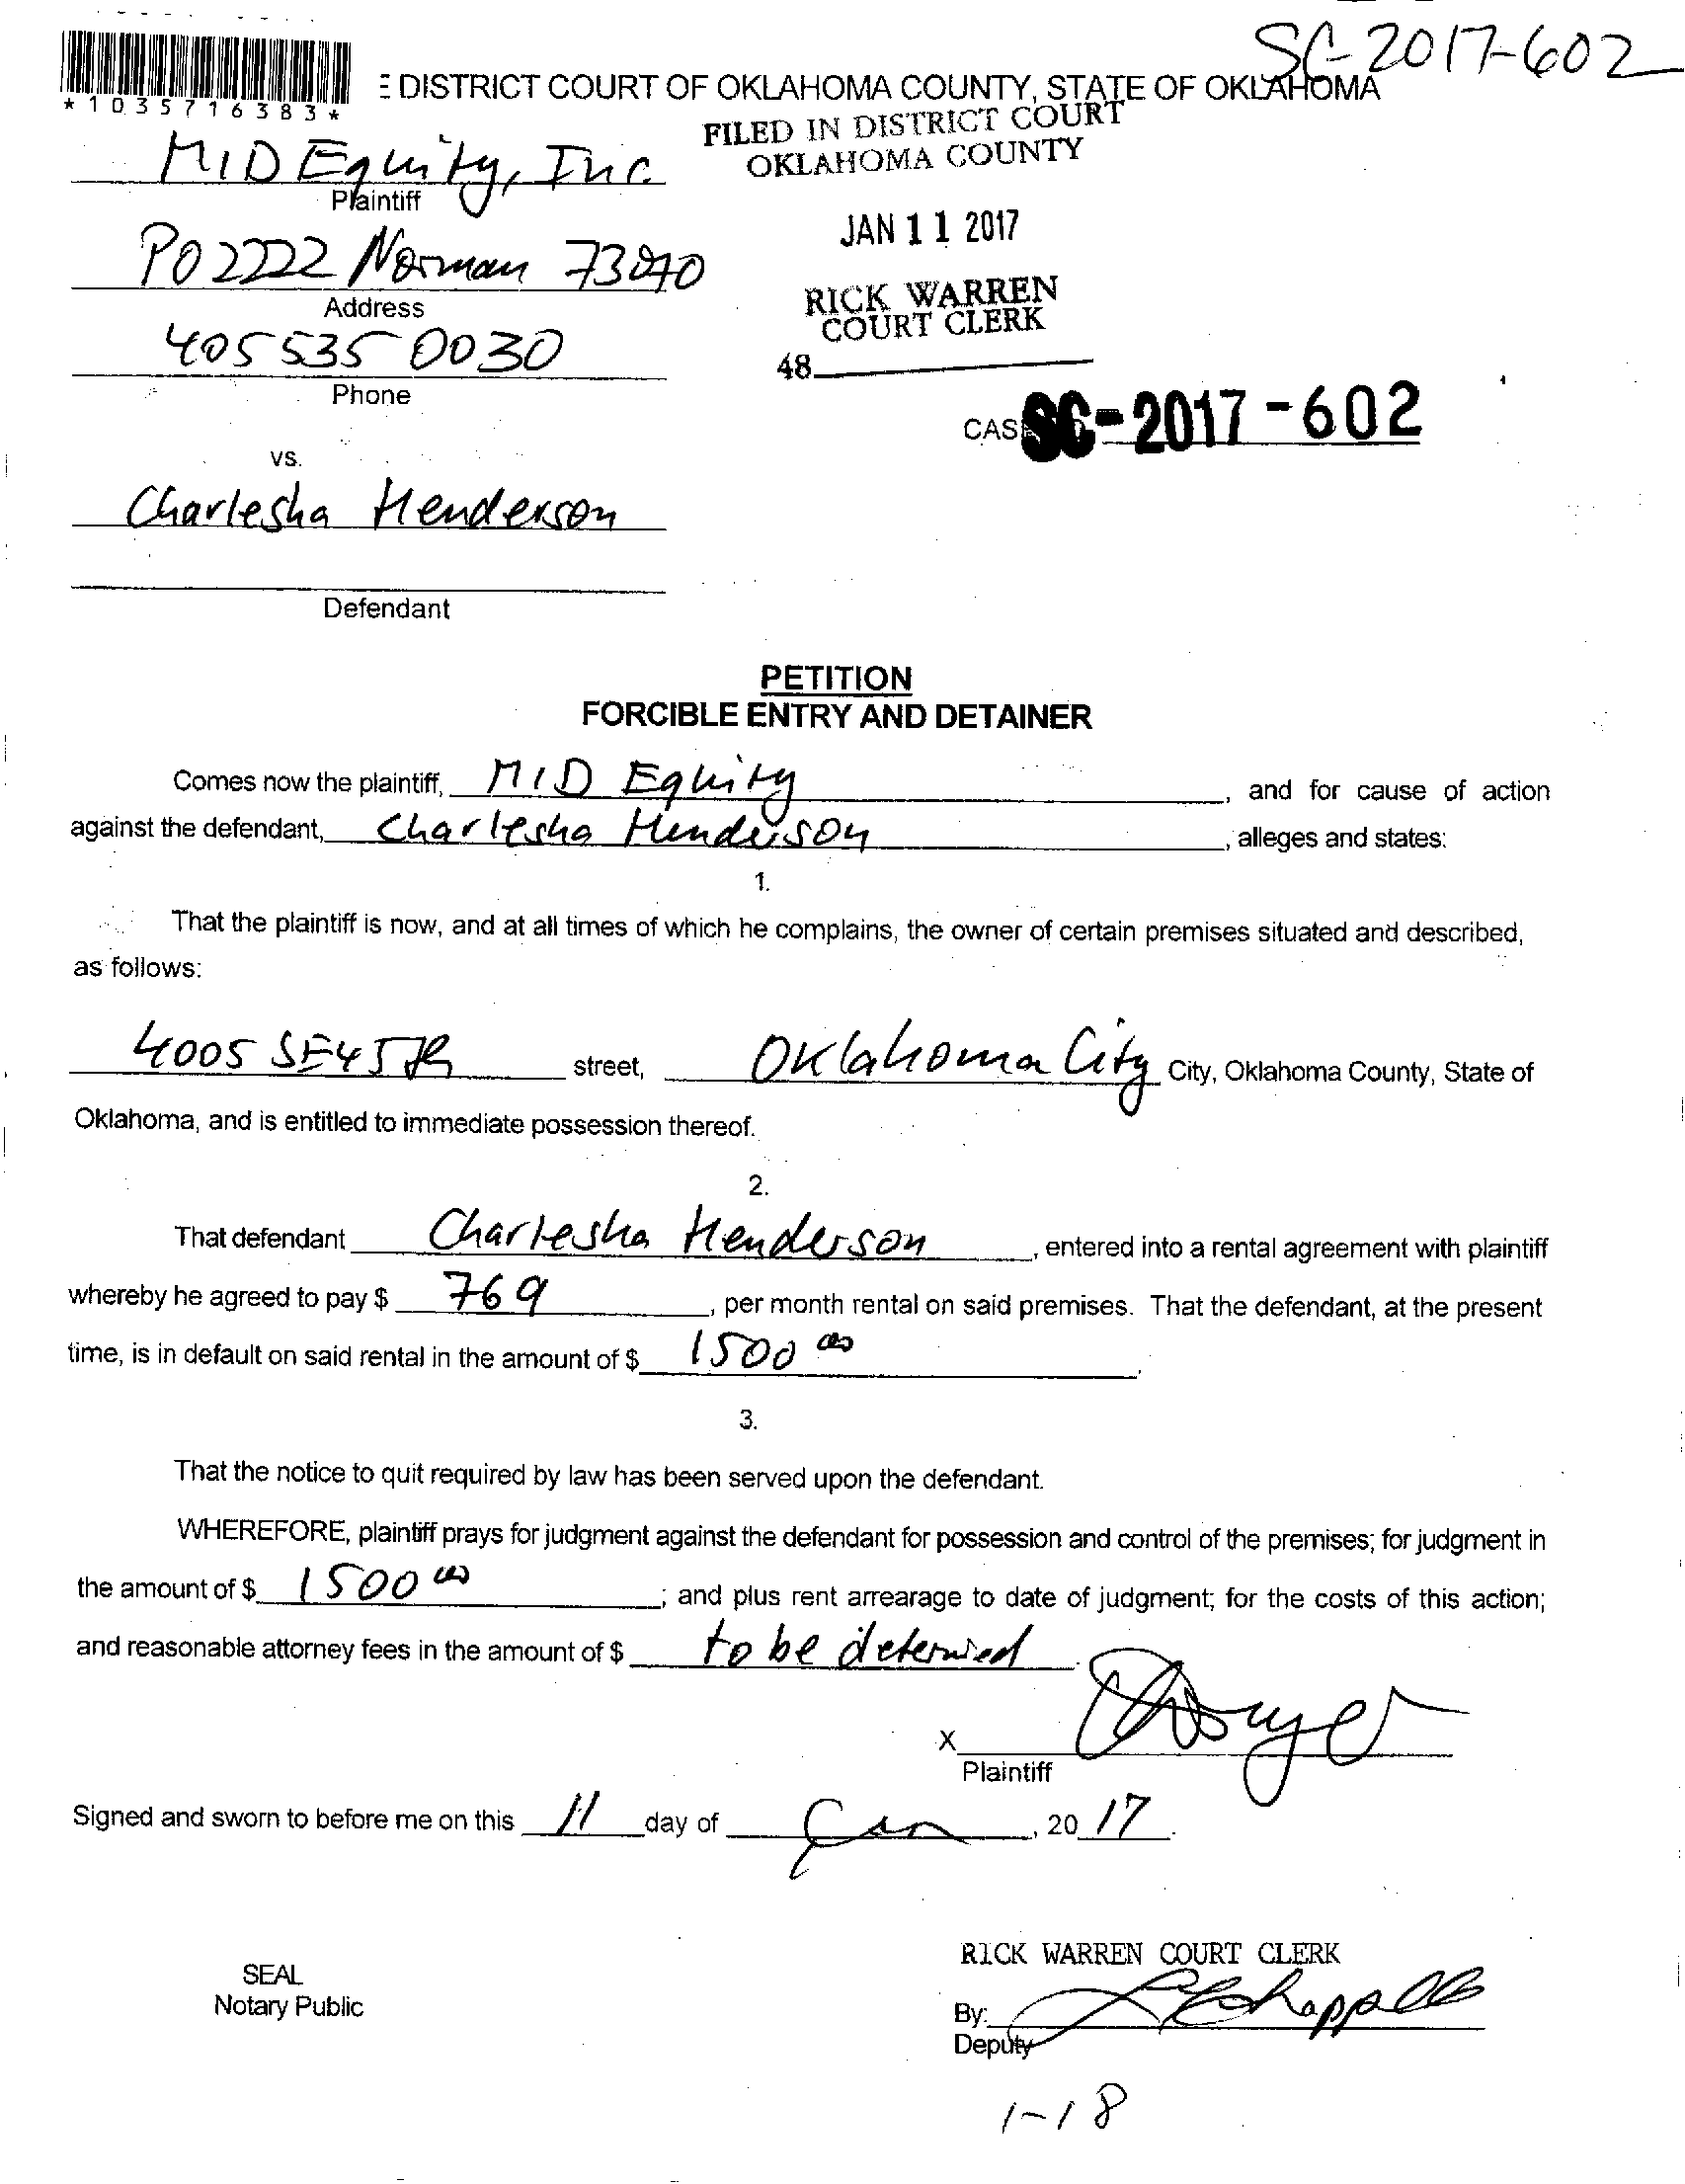 SC-2017-602
*1035716383*
E DISTRICT COURT OF OKLAHOMA COUNTY, STATE OF OKLAHOMA
FILED IN DISTRICT COURT
OKLAHOMA COUNTY
MID Equity, Inc.
Plaintiff
JAN 11 2017
PO 2222 Norman 73070
Address
RICK WARREN
COURT CLERK
405 535 0030
Phone
48
CASE SC-2017-602
vs.
Charlesha Henderson
Defendant
PETITION
FORCIBLE ENTRY AND DETAINER
Comes now the plaintiff, MID Equity, and for cause of action
against the defendant, Charlesha Henderson, alleges and states:
1.
That the plaintiff is now, and at all times of which he complains, the owner of certain premises situated and described,
as follows:
4005 SE 45th street, Oklahoma City City, Oklahoma County, State of
Oklahoma, and is entitled to immediate possession thereof.
2.
That defendant Charlesha Henderson, entered into a rental agreement with plaintiff
whereby he agreed to pay $ 769, per month rental on said premises. That the defendant, at the present
time, is in default on said rental in the amount of $ 1500 00.
3.
That the notice to quit required by law has been served upon the defendant.
WHEREFORE, plaintiff prays for judgment against the defendant for possession and control of the premises; for judgment in
the amount of $ 1500 00; and plus rent arrearage to date of judgment; for the costs of this action;
and reasonable attorney fees in the amount of $ to be determied.
X
Plaintiff
Signed and sworn to before me on this 11 day of Jan, 20 17.
RICK WARREN COURT CLERK
SEAL
Notary Public
By:
Deputy
1-18